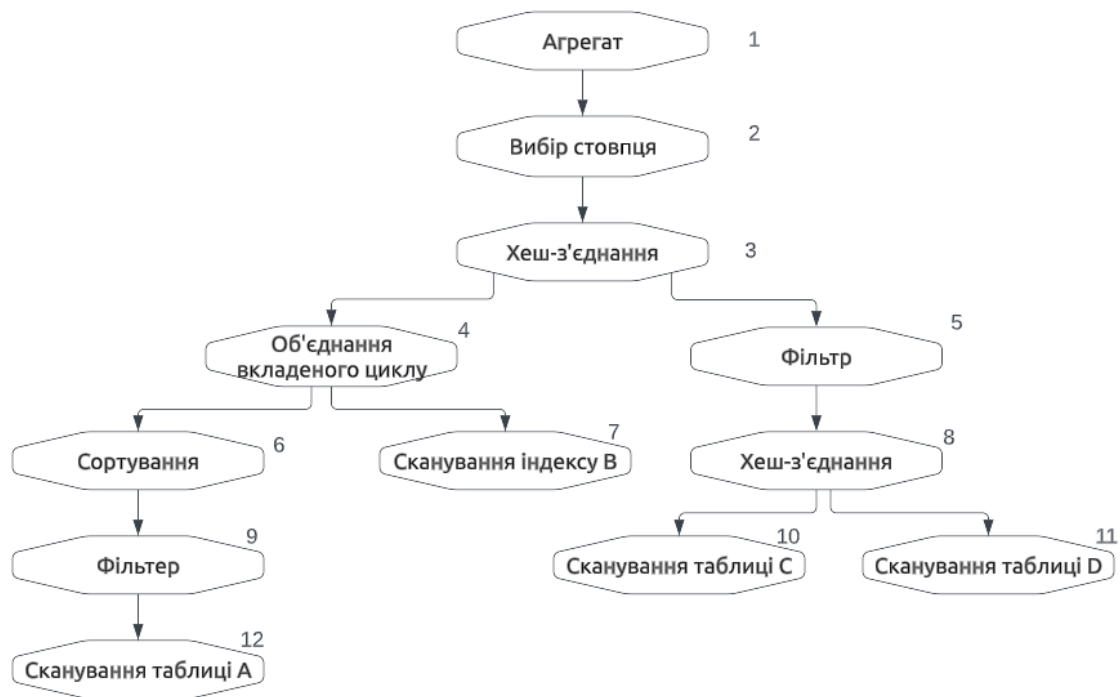 Агрегат
1
Вибір стовпця
2
Хеш-з'єднання
3
Об'єднання
вкладеного циклу
4
Фільтр
5
Сортування
6
Сканування індексу B
7
Хеш-з'єднання
8
Фільтер
9
Сканування таблиці C
10
Сканування таблиці D
11
Сканування таблиці A
12